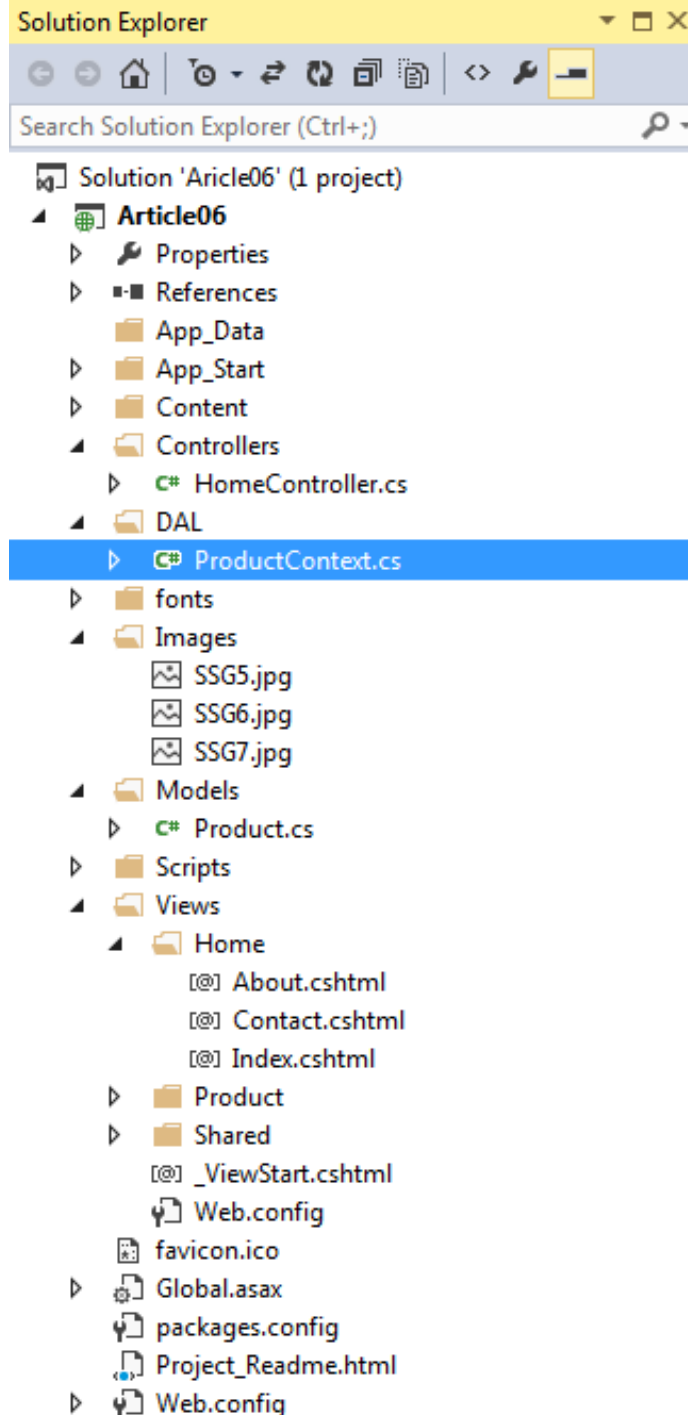 Solution Explorer
Search Solution Explorer (Ctrl+;)
Solution 'Aricle06' (1 project)
Article06
Properties
References
App_Data
App_Start
Content
Controllers
C# HomeController.cs
DAL
C# ProductContext.cs
fonts
Images
SSG5.jpg
SSG6.jpg
SSG7.jpg
Models
C# Product.cs
Scripts
Views
Home
[@] About.cshtml
[@] Contact.cshtml
[@] Index.cshtml
Product
Shared
[@] _ViewStart.cshtml
Web.config
favicon.ico
Global.asax
packages.config
Project_Readme.html
Web.config